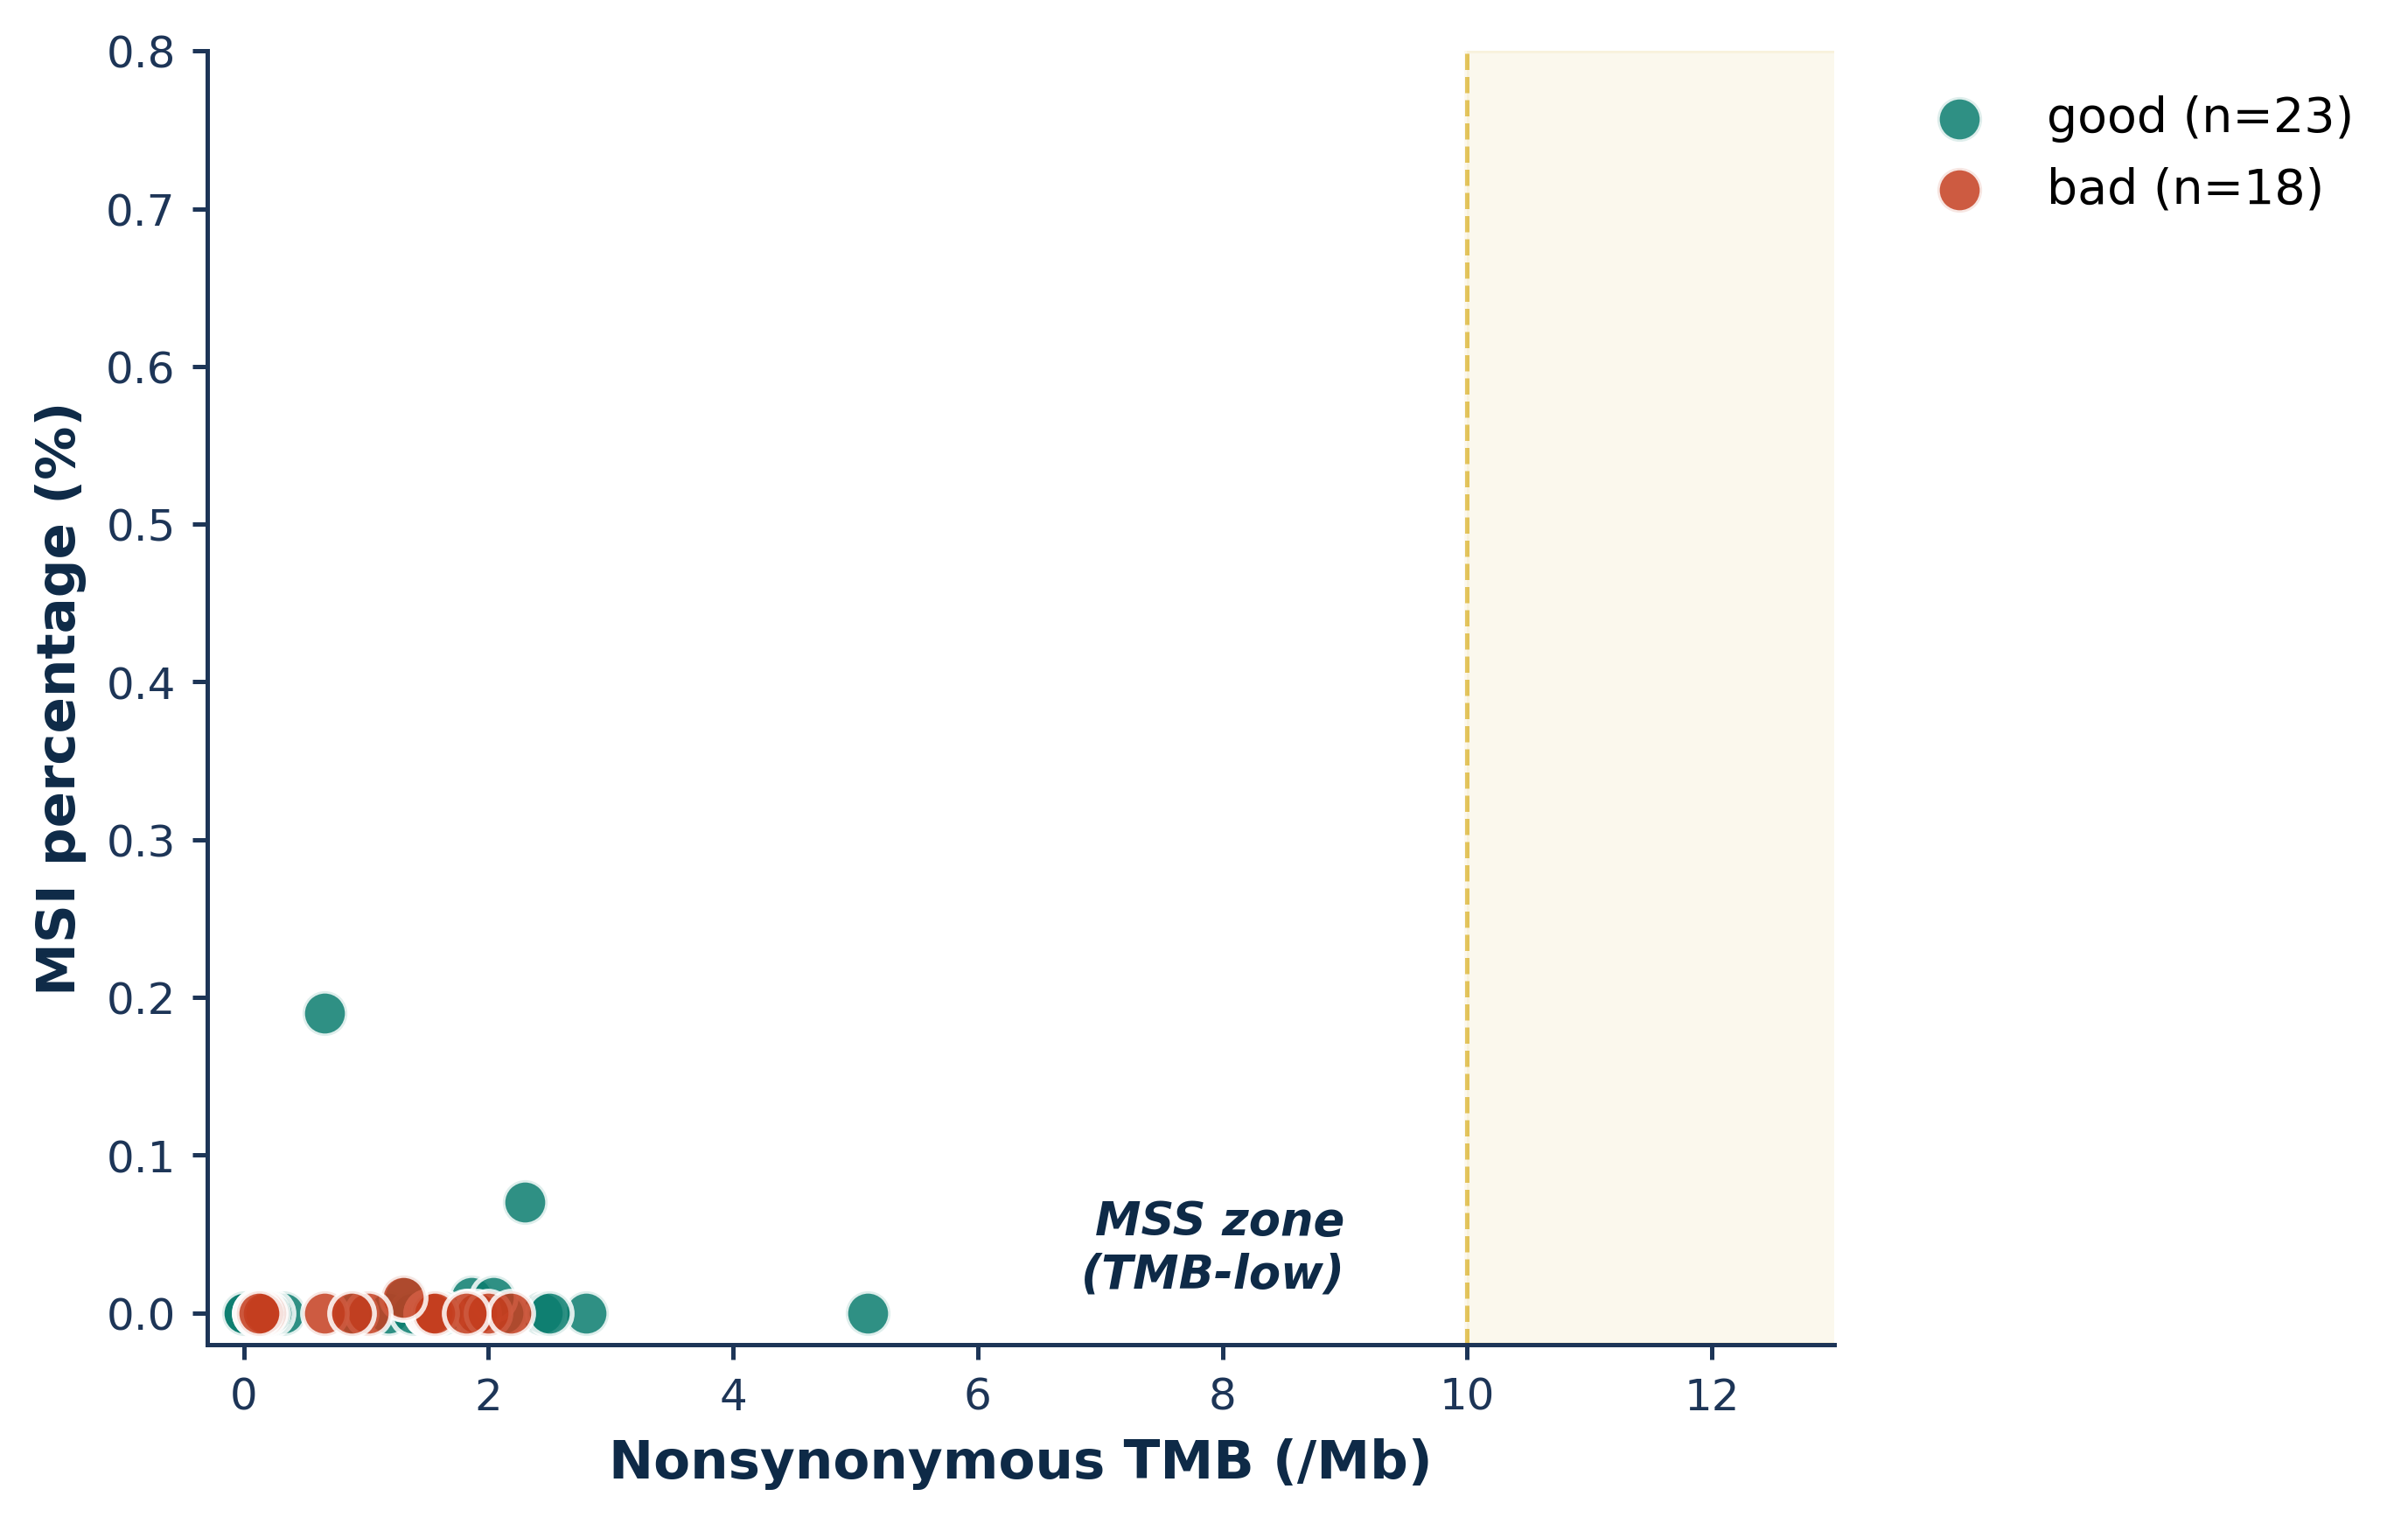 0.8
0.7
0.6
0.5
0.4
0.3
0.2
0.1
0.0
MSI percentage (%)
good (n=23)
bad (n=18)
MSS zone
(TMB-low)
0 2 4 6 8 10 12
Nonsynonymous TMB (/Mb)